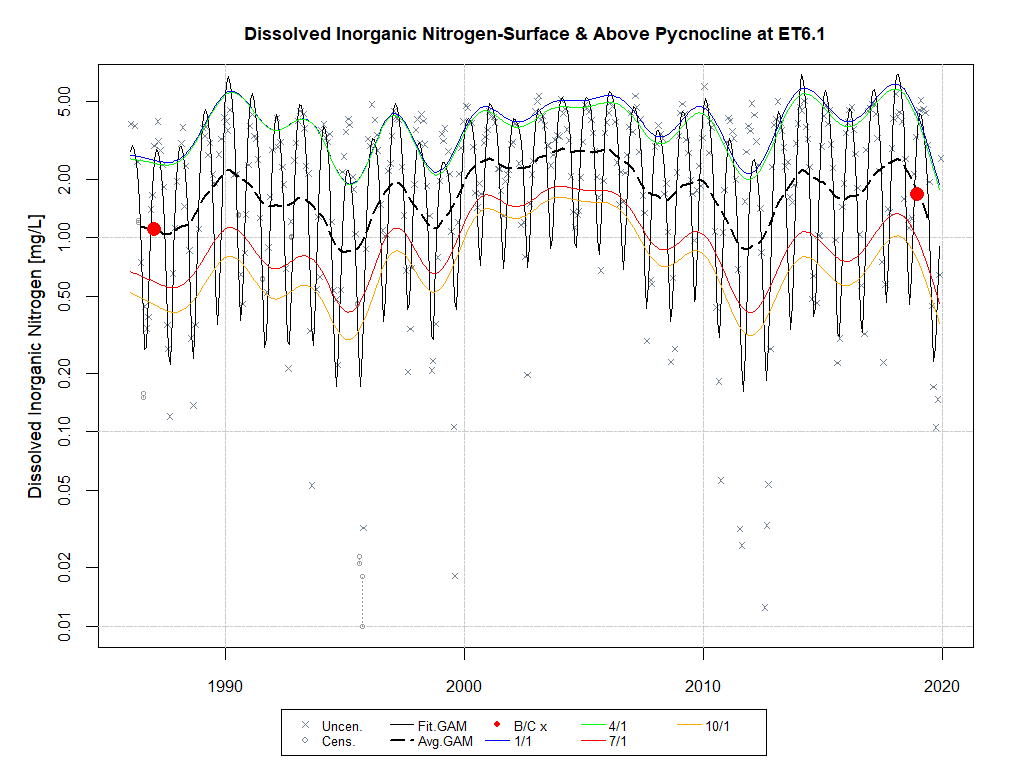 Dissolved Inorganic Nitrogen-Surface & Above Pycnocline at ET6.1
Dissolved Inorganic Nitrogen [mg/L]
5.00
2.00
1.00
0.50
0.20
0.10
0.05
0.02
0.01
1990 2000 2010 2020
Uncen. Fit.GAM B/C x 4/1 10/1
Cens. Avg.GAM 1/1 7/1